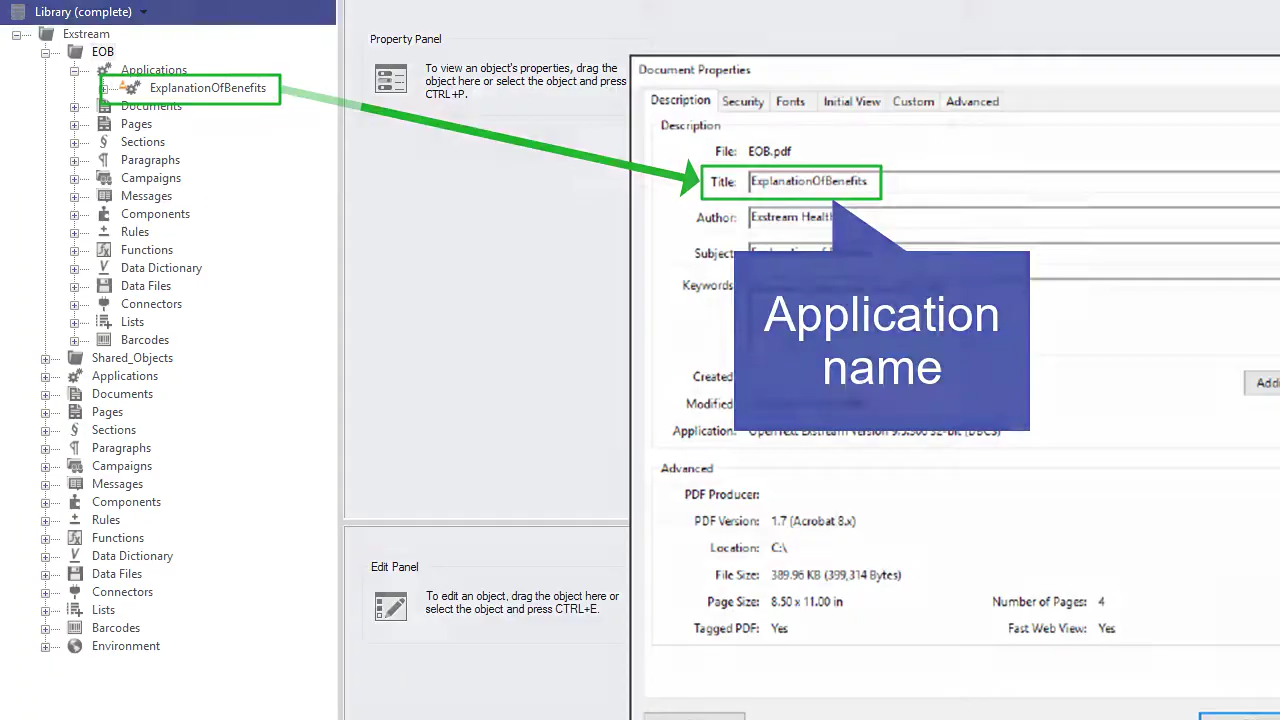 Library (complete)
Exstream
EOB
Applications
ExplanationOfBenefits
Documents
Pages
Sections
Paragraphs
Campaigns
Messages
Components
Rules
Functions
Data Dictionary
Data Files
Connectors
Lists
Barcodes
Shared_Objects
Applications
Documents
Pages
Sections
Paragraphs
Campaigns
Messages
Components
Rules
Functions
Data Dictionary
Data Files
Connectors
Lists
Barcodes
Environment
Property Panel
To view an object's properties, drag the
object here or select the object and press
CTRL+P.
Edit Panel
To edit an object, drag the object here or
select the object and press CTRL+E.
Document Properties
Description Security Fonts Initial View Custom Advanced
Description
File: EOB.pdf
Title: ExplanationOfBenefits
Author: Exstream Healt
Subject:
Keywords
Application
name
Created
Modified
Application:
Addi
Advanced
PDF Producer:
PDF Version: 1.7 (Acrobat 8.x)
Location: C:\
File Size: 389.96 KB (399,314 Bytes)
Page Size: 8.50 x 11.00 in Number of Pages: 4
Tagged PDF: Yes Fast Web View: Yes